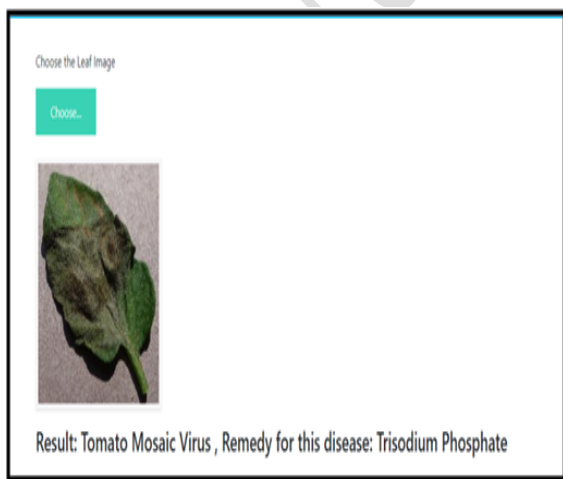 Choose the Leaf Image
Choose...
Result: Tomato Mosaic Virus , Remedy for this disease: Trisodium Phosphate